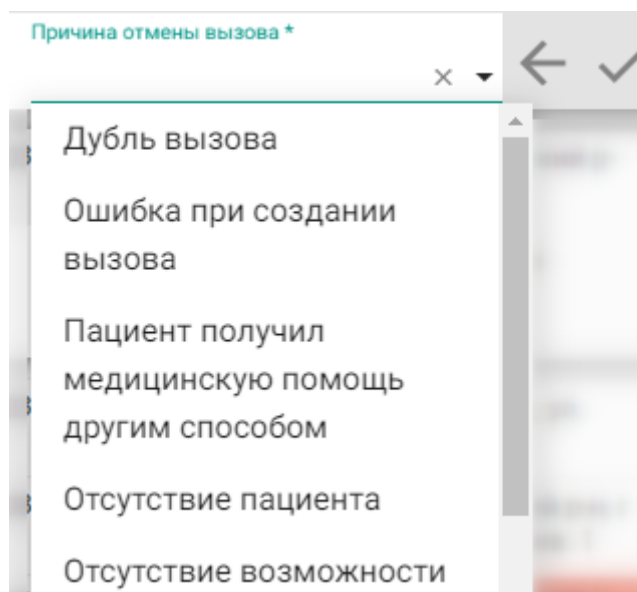 Причина отмены вызова *
Дубль вызова
Ошибка при создании
вызова
Пациент получил
медицинскую помощь
другим способом
Отсутствие пациента
Отсутствие возможности